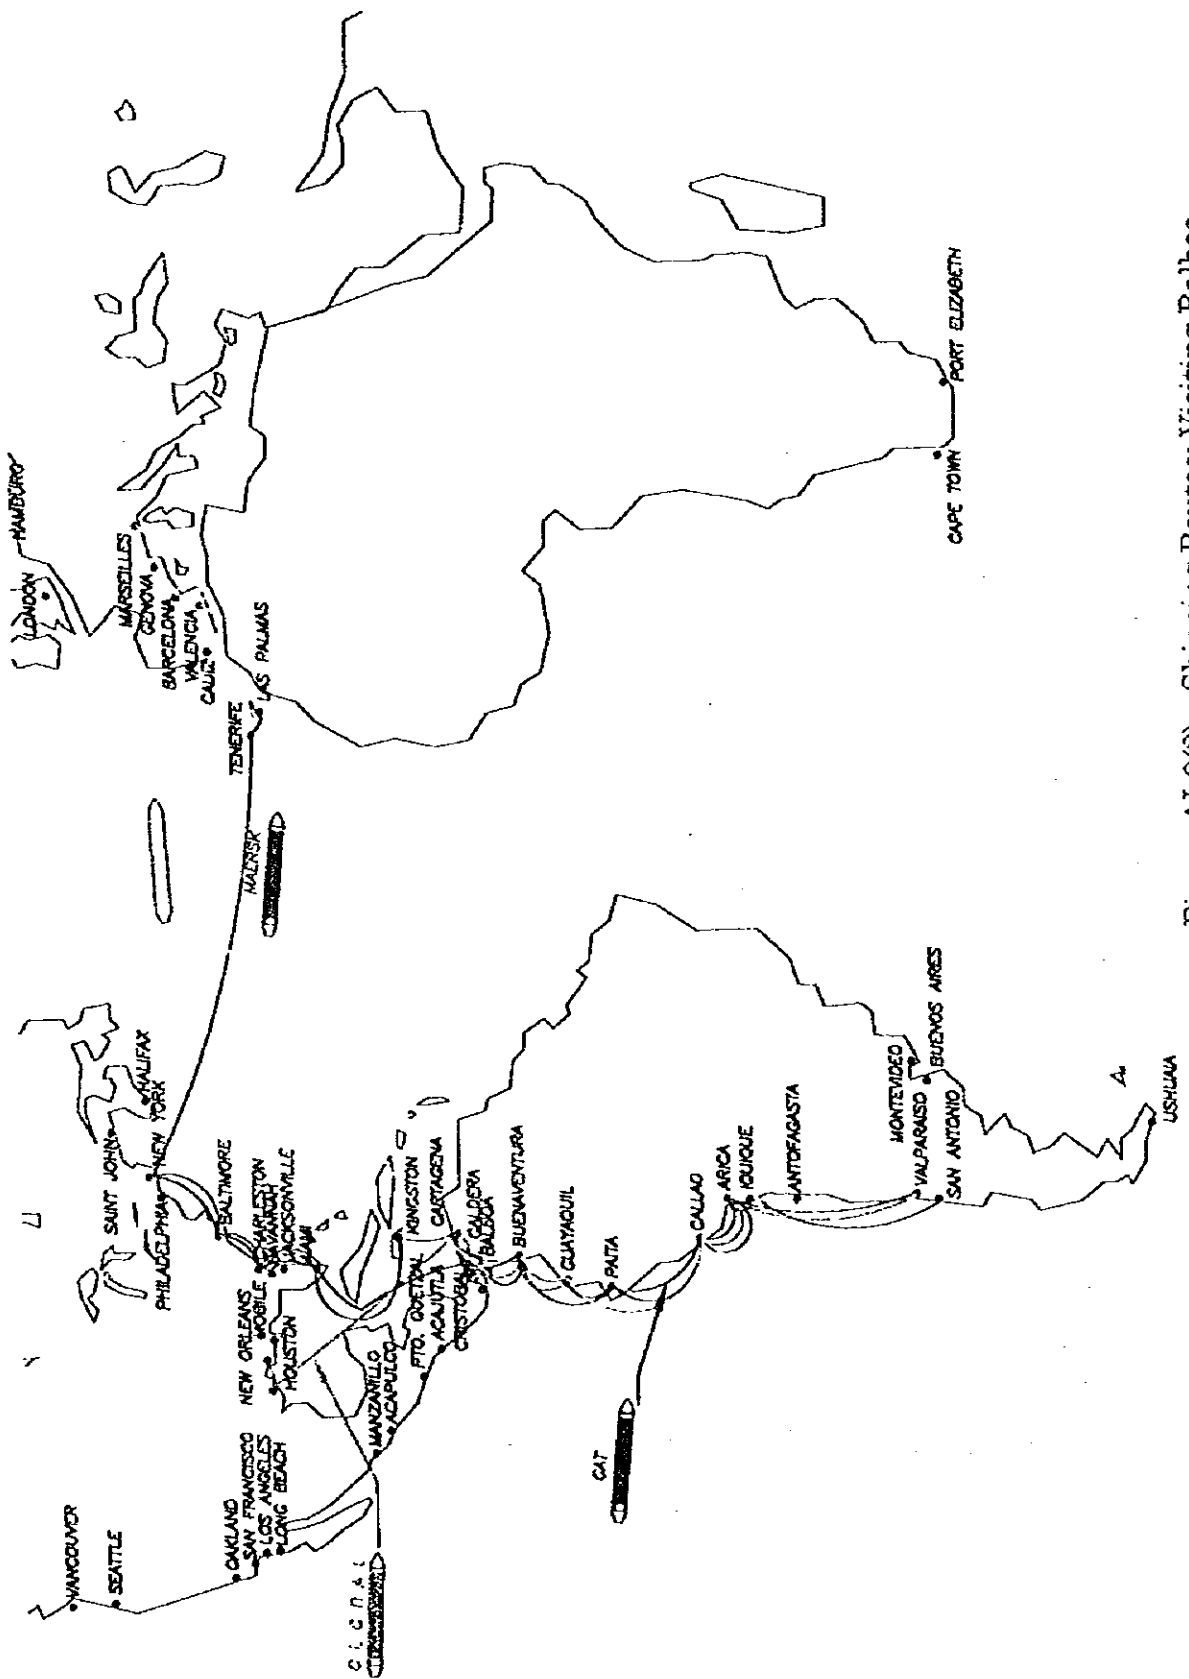 VANCOUVER
SEATTLE
OAKLAND
SAN FRANCISCO
LOS ANGELES
LONG BEACH
NEW ORLEANS
MOBILE
HOUSTON
MANZANILLO
ACAPULCO
PTO. QUETZAL
ACAJUTLA
CRISTOBAL
SAINT JOHN
HALIFAX
NEW YORK
PHILADELPHIA
BALTIMORE
CHARLESTON
SAVANNAH
JACKSONVILLE
MIAMI
KINGSTON
CARTAGENA
CALDERA
BALBOA
BUENAVENTURA
GUAYAQUIL
PAITA
CALLAO
ARICA
IQUIQUE
ANTOFAGASTA
VALPARAISO
SAN ANTONIO
MONTEVIDEO
BUENOS AIRES
USHUAIA
CAT
MAERSK
TENERIFE
LAS PALMAS
LONDON
HAMBURO
MARSEILLES
GENOVA
BARCELONA
VALENCIA
CADIZ
CAPE TOWN
PORT ELIZABETH